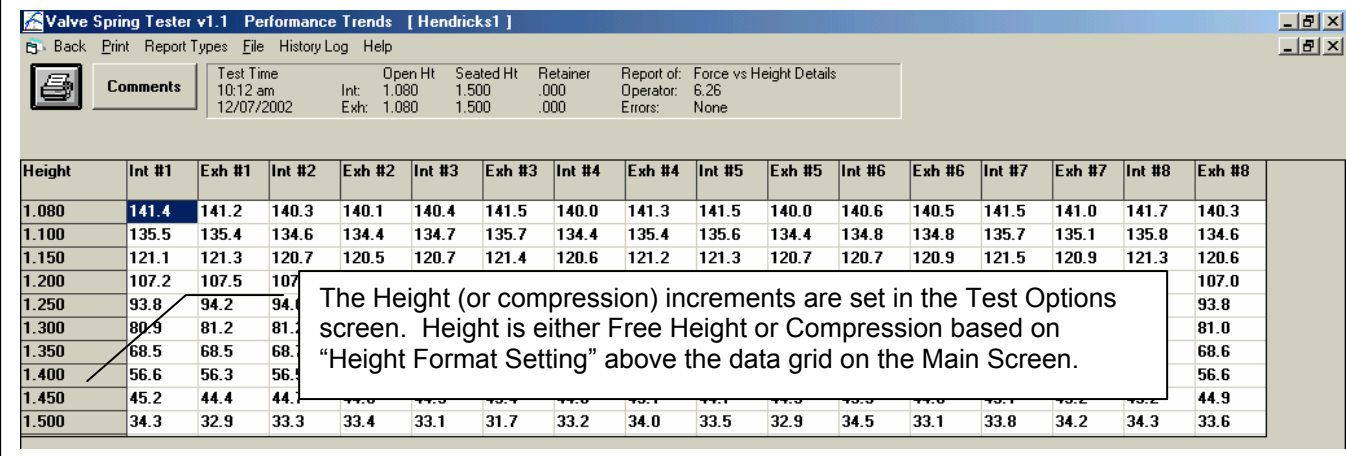 Valve Spring Tester v1.1 Performance Trends [ Hendricks1 ]
Back Print Report Types File History Log Help
Comments
Test Time Open Ht Seated Ht Retainer Report of: Force vs Height Details
10:12 am Int: 1.080 1.500 .000 Operator: 6.26
12/07/2002 Exh: 1.080 1.500 .000 Errors: None
Height Int #1 Exh #1 Int #2 Exh #2 Int #3 Exh #3 Int #4 Exh #4 Int #5 Exh #5 Int #6 Exh #6 Int #7 Exh #7 Int #8 Exh #8
1.080 141.4 141.2 140.3 140.1 140.4 141.5 140.0 141.3 141.5 140.0 140.6 140.5 141.5 141.0 141.7 140.3
1.100 135.5 135.4 134.6 134.4 134.7 135.7 134.4 135.4 135.6 134.4 134.8 134.8 135.7 135.1 135.8 134.6
1.150 121.1 121.3 120.7 120.5 120.7 121.4 120.6 121.2 121.3 120.7 120.7 120.9 121.5 120.9 121.3 120.6
1.200 107.2 107.5 107.0
1.250 93.8 94.2 93.8
1.300 80.9 81.2 81.0
1.350 68.5 68.5 68.6
1.400 56.6 56.3 56.6
1.450 45.2 44.4 44.9
1.500 34.3 32.9 33.3 33.4 33.1 31.7 33.2 34.0 33.5 32.9 34.5 33.1 33.8 34.2 34.3 33.6
The Height (or compression) increments are set in the Test Options
screen. Height is either Free Height or Compression based on
“Height Format Setting” above the data grid on the Main Screen.